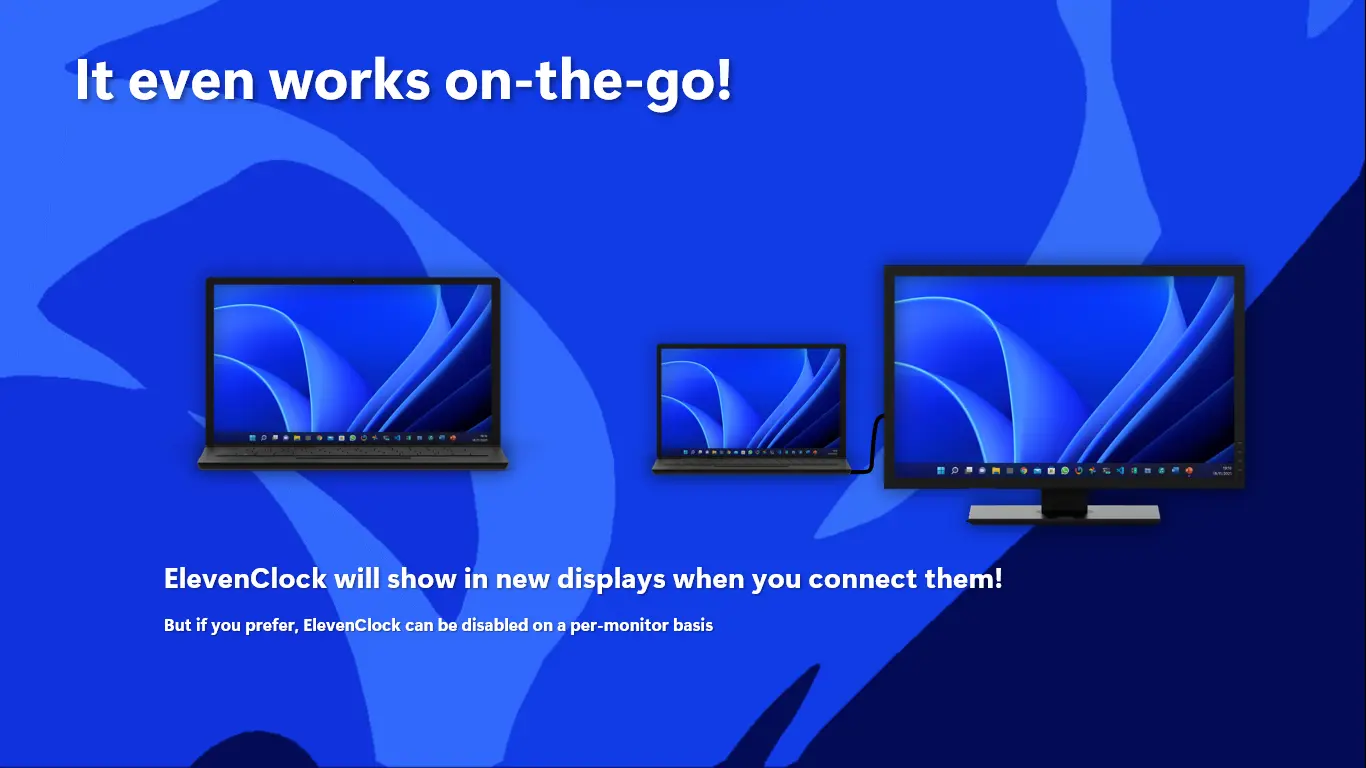 It even works on-the-go!
ElevenClock will show in new displays when you connect them!
But if you prefer, ElevenClock can be disabled on a per-monitor basis